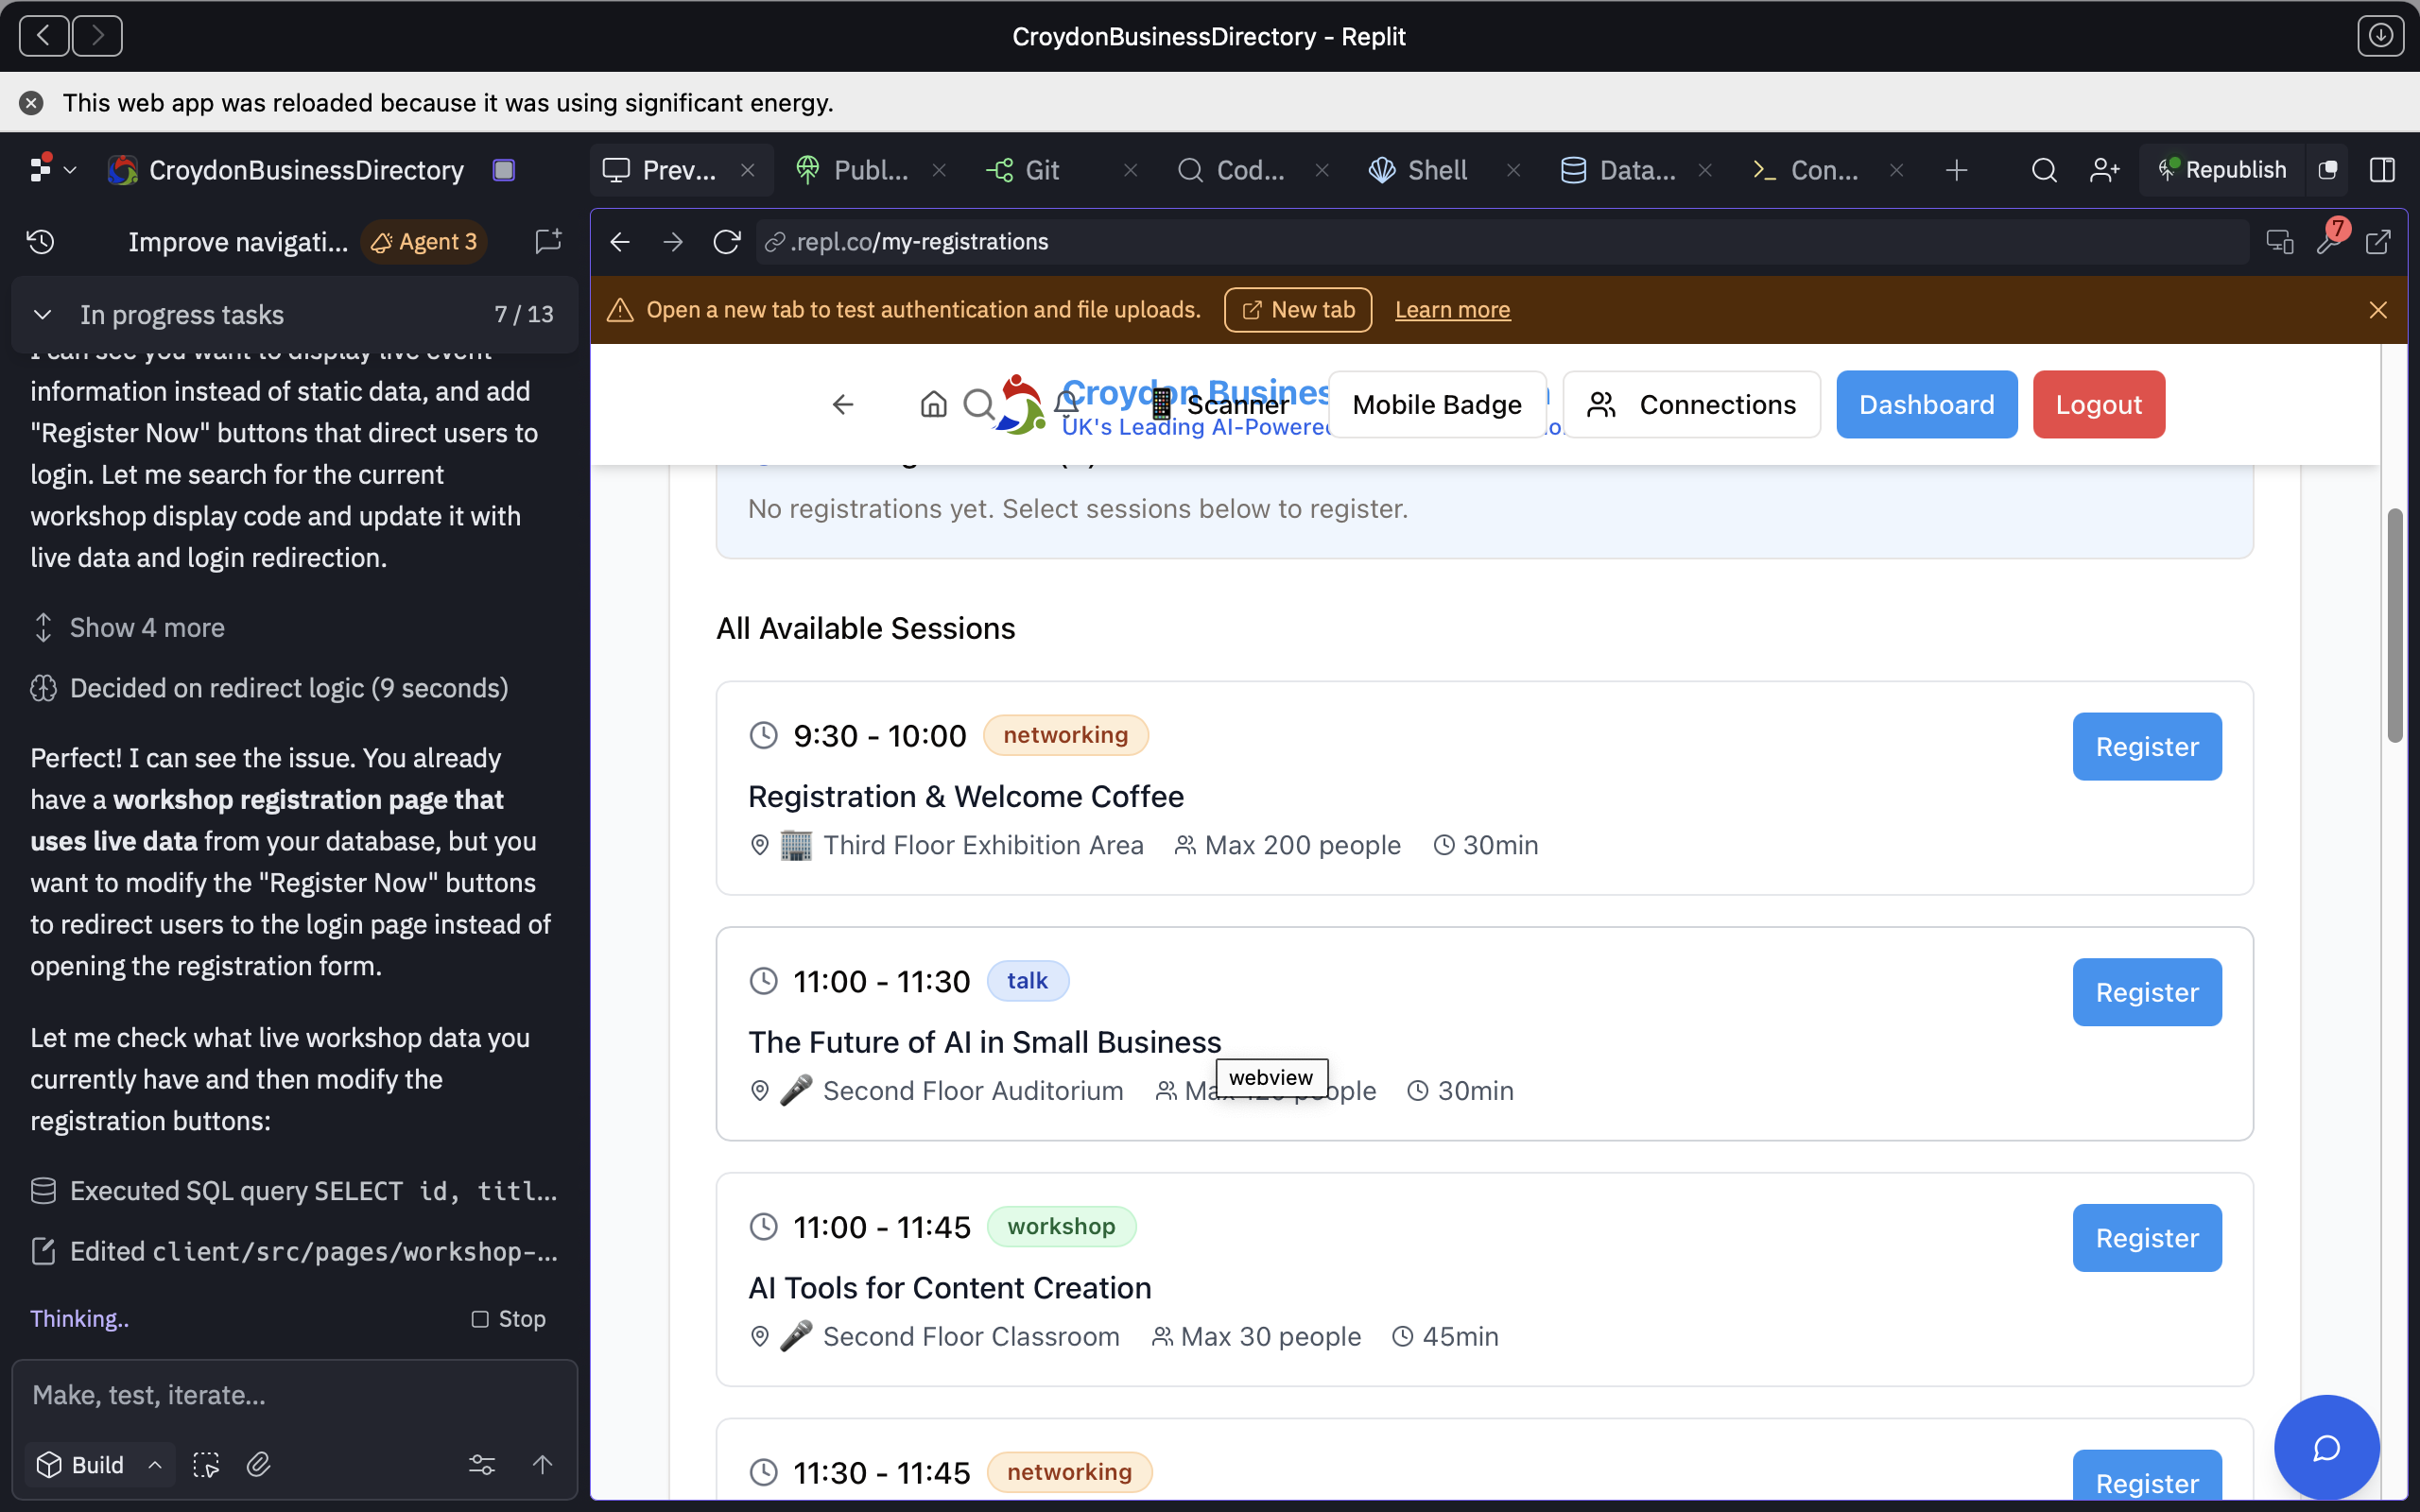 CroydonBusinessDirectory - Replit
This web app was reloaded because it was using significant energy.
CroydonBusinessDirectory
Prev...
Publ...
Git
Cod...
Shell
Data...
Con...
Republish
Improve navigati...
Agent 3
.repl.co/my-registrations
7
In progress tasks
7 / 13
Open a new tab to test authentication and file uploads.
New tab
Learn more
I can see you want to display live event
information instead of static data, and add
"Register Now" buttons that direct users to
login. Let me search for the current
workshop display code and update it with
live data and login redirection.
Show 4 more
Decided on redirect logic (9 seconds)
Perfect! I can see the issue. You already
have a workshop registration page that
uses live data from your database, but you
want to modify the "Register Now" buttons
to redirect users to the login page instead of
opening the registration form.
Let me check what live workshop data you
currently have and then modify the
registration buttons:
Executed SQL query SELECT id, titl...
Edited client/src/pages/workshop-...
Thinking..
Stop
Make, test, iterate...
Build
Croydon Busines
UK's Leading AI-Powered
Scanner
Mobile Badge
Connections
Dashboard
Logout
No registrations yet. Select sessions below to register.
All Available Sessions
9:30 - 10:00
networking
Register
Registration & Welcome Coffee
Third Floor Exhibition Area
Max 200 people
30min
11:00 - 11:30
talk
Register
The Future of AI in Small Business
webview
Second Floor Auditorium
30min
11:00 - 11:45
workshop
Register
AI Tools for Content Creation
Second Floor Classroom
Max 30 people
45min
11:30 - 11:45
networking
Register